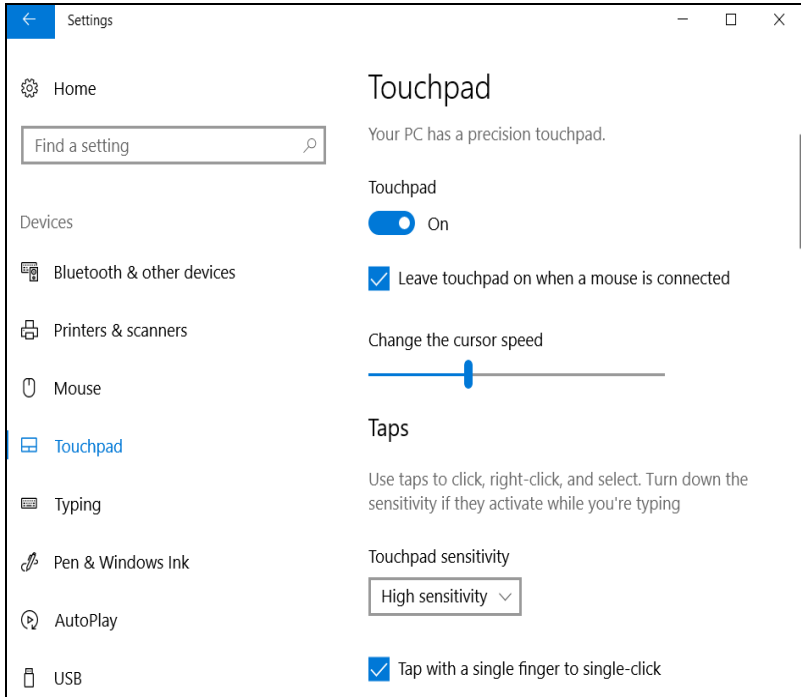 Settings
Home
Find a setting
Devices
Bluetooth & other devices
Printers & scanners
Mouse
Touchpad
Typing
Pen & Windows Ink
AutoPlay
USB
Touchpad
Your PC has a precision touchpad.
Touchpad
On
Leave touchpad on when a mouse is connected
Change the cursor speed
Taps
Use taps to click, right-click, and select. Turn down the
sensitivity if they activate while you're typing
Touchpad sensitivity
High sensitivity
Tap with a single finger to single-click